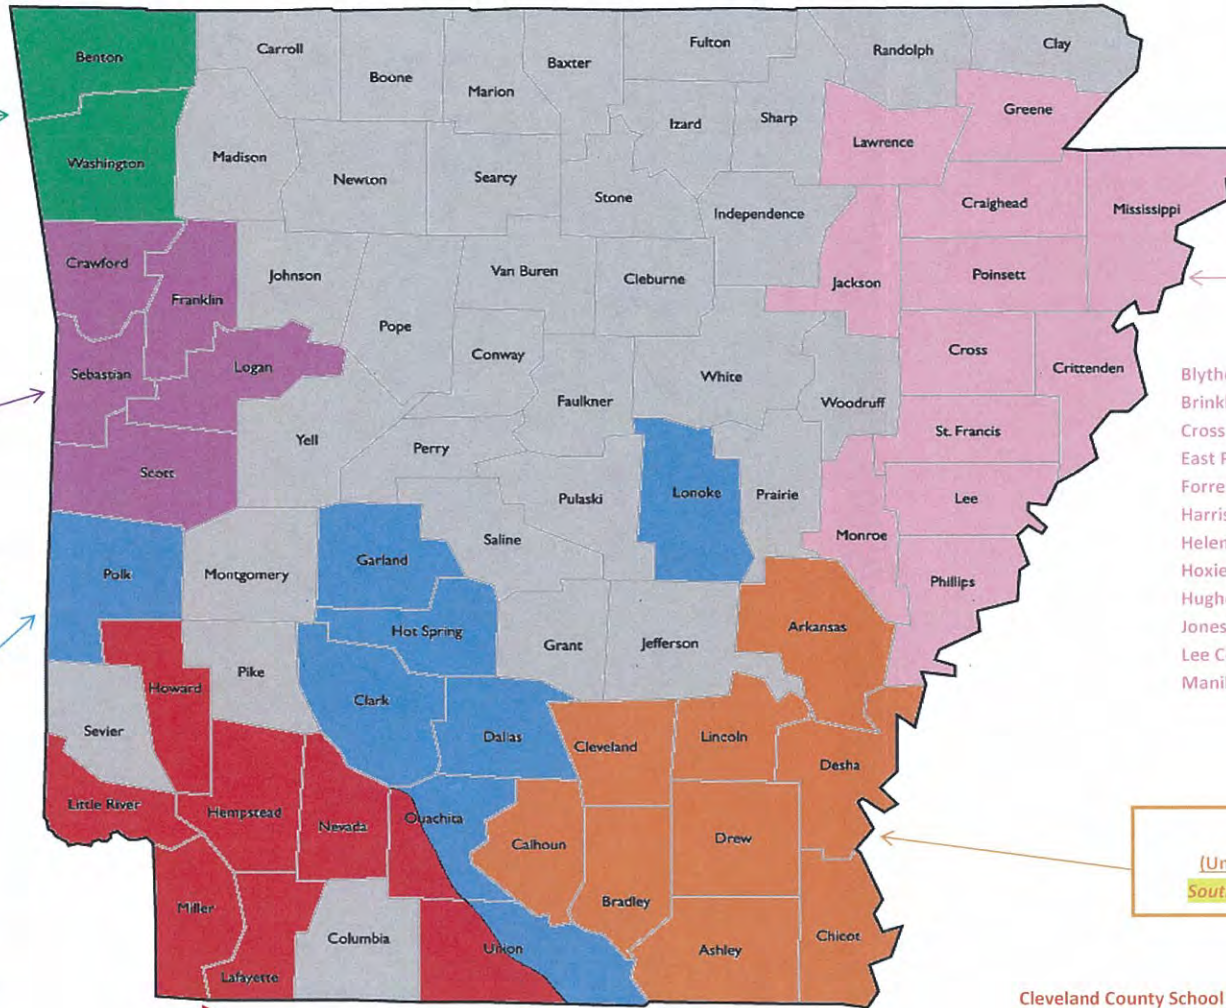 Benton
Carroll
Boone
Marion
Baxter
Fulton
Randolph
Clay
Washington
Madison
Newton
Searcy
Stone
Izard
Sharp
Independence
Lawrence
Greene
Craighead
Mississippi
Crawford
Franklin
Johnson
Pope
Van Buren
Cleburne
Jackson
Poinsett
Sebastian
Logan
Conway
Faulkner
White
Woodruff
Cross
Crittenden
Scott
Yell
Perry
Pulaski
Lonoke
Prairie
St. Francis
Lee
Monroe
Phillips
Polk
Montgomery
Garland
Saline
Hot Spring
Grant
Jefferson
Arkansas
Howard
Pike
Clark
Dallas
Cleveland
Lincoln
Desha
Sevier
Little River
Hempstead
Nevada
Ouachita
Calhoun
Bradley
Drew
Miller
Lafayette
Columbia
Union
Ashley
Chicot
Cleveland County School